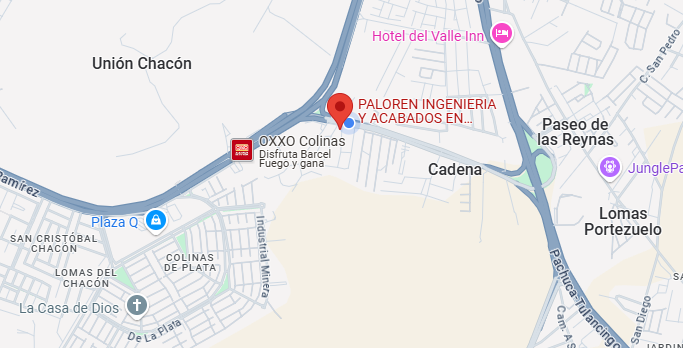 Hotel del Valle Inn
C. San Pedro
Unión Chacón
PALOREN INGENIERIA
Y ACABADOS EN...
Paseo de
las Reynas
OXXO Colinas
Disfruta Barcel
Fuego y gana
Cadena
JunglePa
Ramírez
Lomas
Portezuelo
Plaza Q
SAN CRISTÓBAL
CHACÓN
COLINAS
DE PLATA
Industrial Minera
LOMAS DEL
CHACÓN
Pachuca-Tulancingo
La Casa de Dios
De La Plata
Cam. A S
San Diego
JARDIN